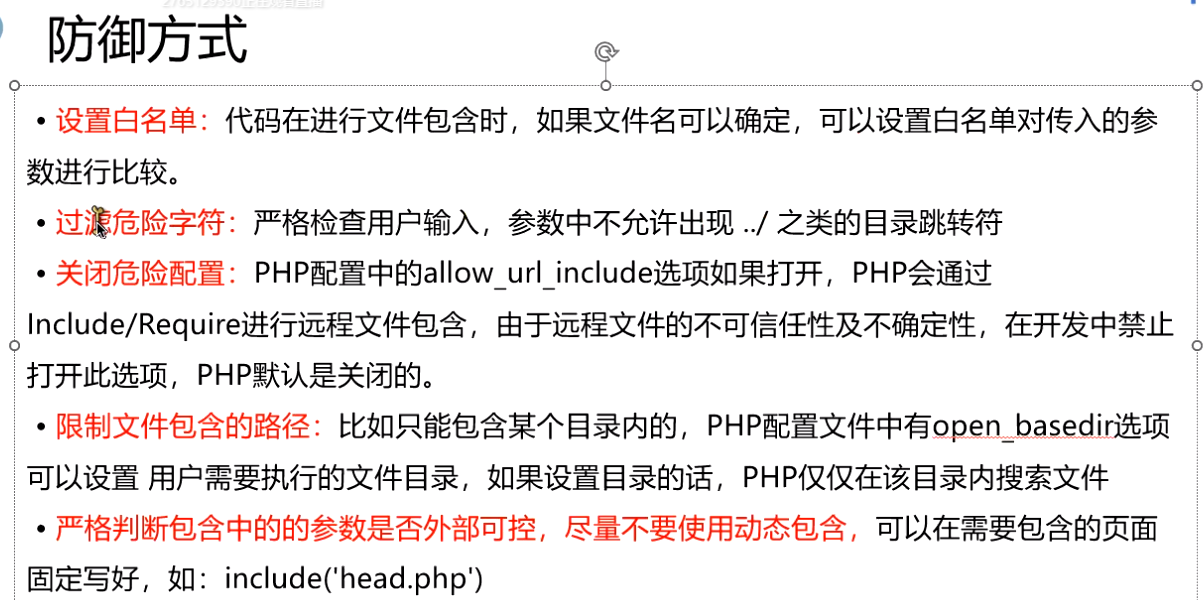 防御方式
• 设置白名单：代码在进行文件包含时，如果文件名可以确定，可以设置白名单对传入的参
数进行比较。
• 过滤危险字符：严格检查用户输入，参数中不允许出现 ../ 之类的目录跳转符
• 关闭危险配置：PHP配置中的allow_url_include选项如果打开，PHP会通过
Include/Require进行远程文件包含，由于远程文件的不可信任性及不确定性，在开发中禁止
打开此选项，PHP默认是关闭的。
• 限制文件包含的路径：比如只能包含某个目录内的，PHP配置文件中有open_basedir选项
可以设置 用户需要执行的文件目录，如果设置目录的话，PHP仅仅在该目录内搜索文件
• 严格判断包含中的的参数是否外部可控，尽量不要使用动态包含，可以在需要包含的页面
固定写好，如：include('head.php')